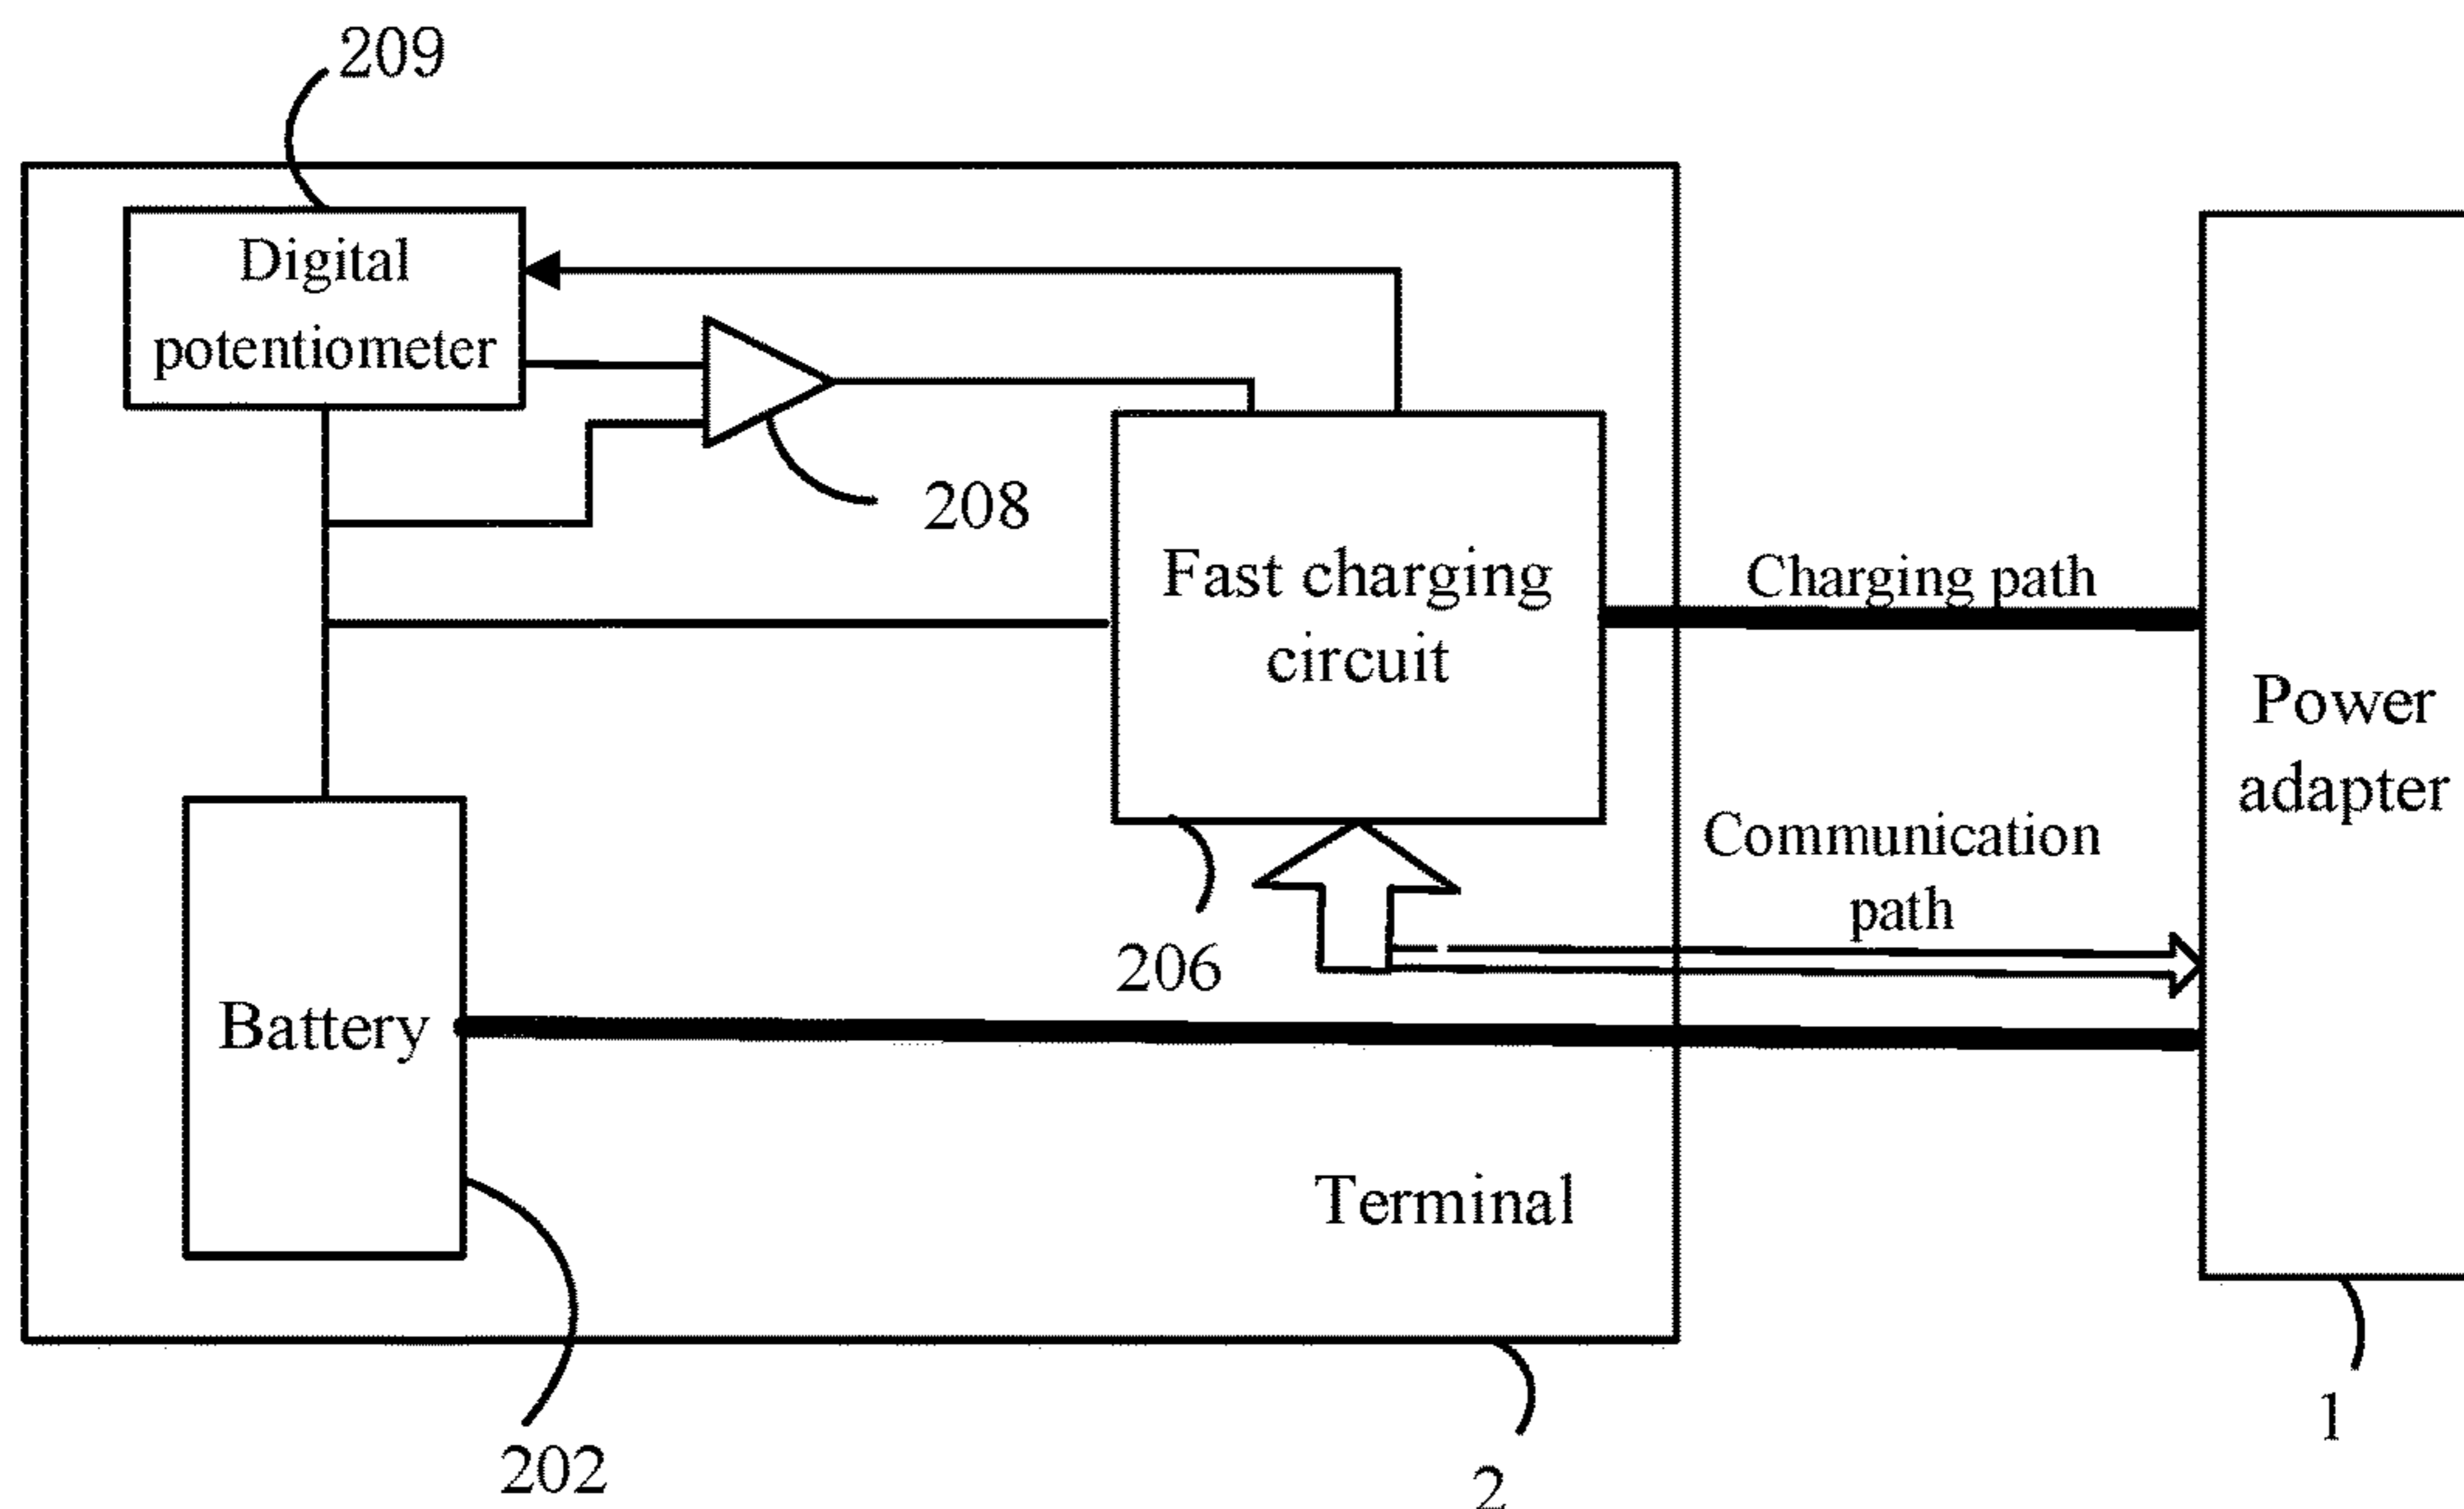 209
Digital
potentiometer
208
Fast charging
circuit
Charging path
Power
adapter
Communication
path
206
Battery
Terminal
202
2
1